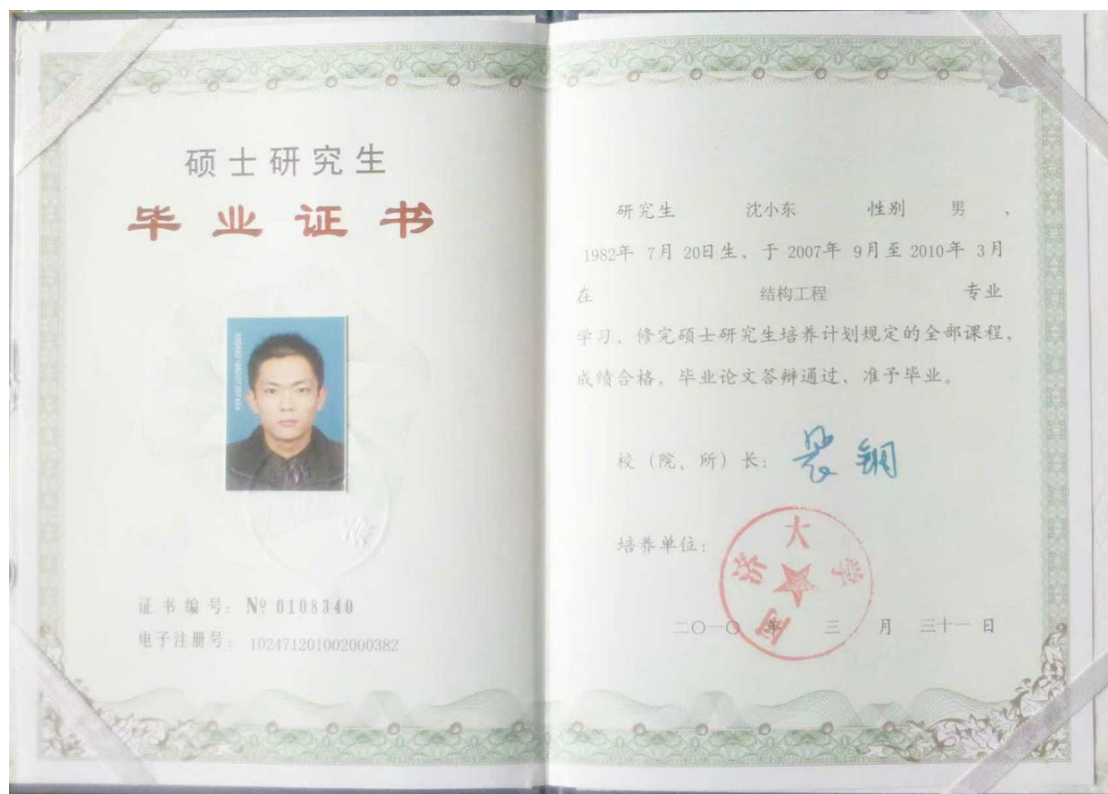 硕士研究生
毕业证书
证书编号：№ 0108340
电子注册号：102471201002000382
研究生 沈小东 性别 男，
1982年 7月 20日生，于 2007年 9月至 2010年 3月
在 结构工程 专业
学习，修完硕士研究生培养计划规定的全部课程，
成绩合格，毕业论文答辩通过，准予毕业。
校（院、所）长：裴钢
培养单位：
同济大学
二〇一〇 年 三 月 三十一 日